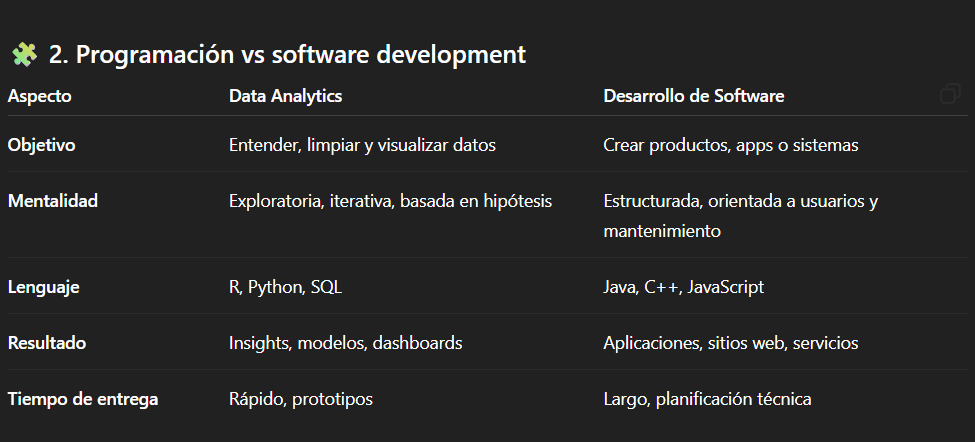 🧩 2. Programación vs software development
Aspecto Data Analytics Desarrollo de Software
Objetivo Entender, limpiar y visualizar datos Crear productos, apps o sistemas
Mentalidad Exploratoria, iterativa, basada en hipótesis Estructurada, orientada a usuarios y
mantenimiento
Lenguaje R, Python, SQL Java, C++, JavaScript
Resultado Insights, modelos, dashboards Aplicaciones, sitios web, servicios
Tiempo de entrega Rápido, prototipos Largo, planificación técnica